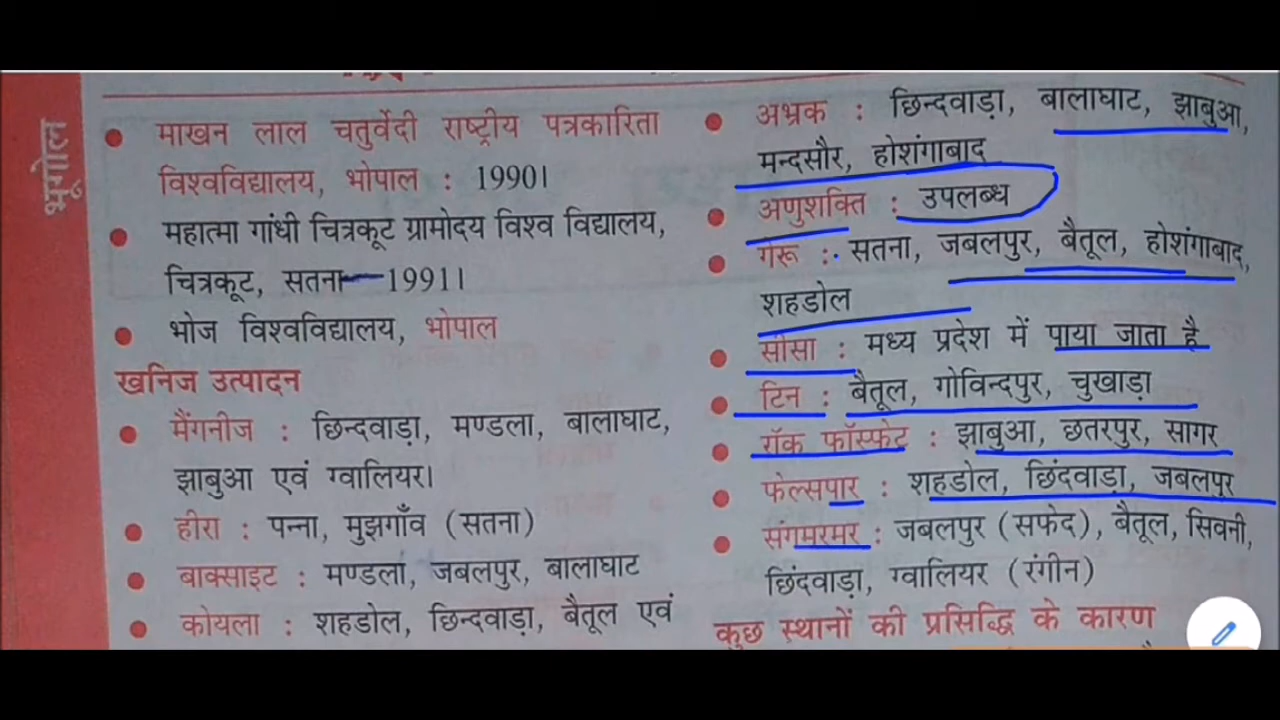 भूगोल
माखन लाल चतुर्वेदी राष्ट्रीय पत्रकारिता
विश्वविद्यालय, भोपाल : 1990।
महात्मा गांधी चित्रकूट ग्रामोदय विश्व विद्यालय,
चित्रकूट, सतना 1991।
भोज विश्वविद्यालय, भोपाल
खनिज उत्पादन
मैंगनीज : छिन्दवाड़ा, मण्डला, बालाघाट,
झाबुआ एवं ग्वालियर।
हीरा : पन्ना, मुझगाँव (सतना)
बाक्साइट : मण्डला, जबलपुर, बालाघाट
कोयला : शहडोल, छिन्दवाड़ा, बैतूल एवं
अभ्रक : छिन्दवाड़ा, बालाघाट, झाबुआ,
मन्दसौर, होशंगाबाद
अणुशक्ति : उपलब्ध
गेरू : सतना, जबलपुर, बैतूल, होशंगाबाद,
शहडोल
सीसा : मध्य प्रदेश में पाया जाता है
टिन : बैतूल, गोविन्दपुर, चुखाड़ा
रॉक फॉस्फेट : झाबुआ, छतरपुर, सागर
फेल्सपार : शहडोल, छिंदवाड़ा, जबलपुर
संगमरमर : जबलपुर (सफेद), बैतूल, सिवनी,
छिंदवाड़ा, ग्वालियर (रंगीन)
कुछ स्थानों की प्रसिद्धि के कारण